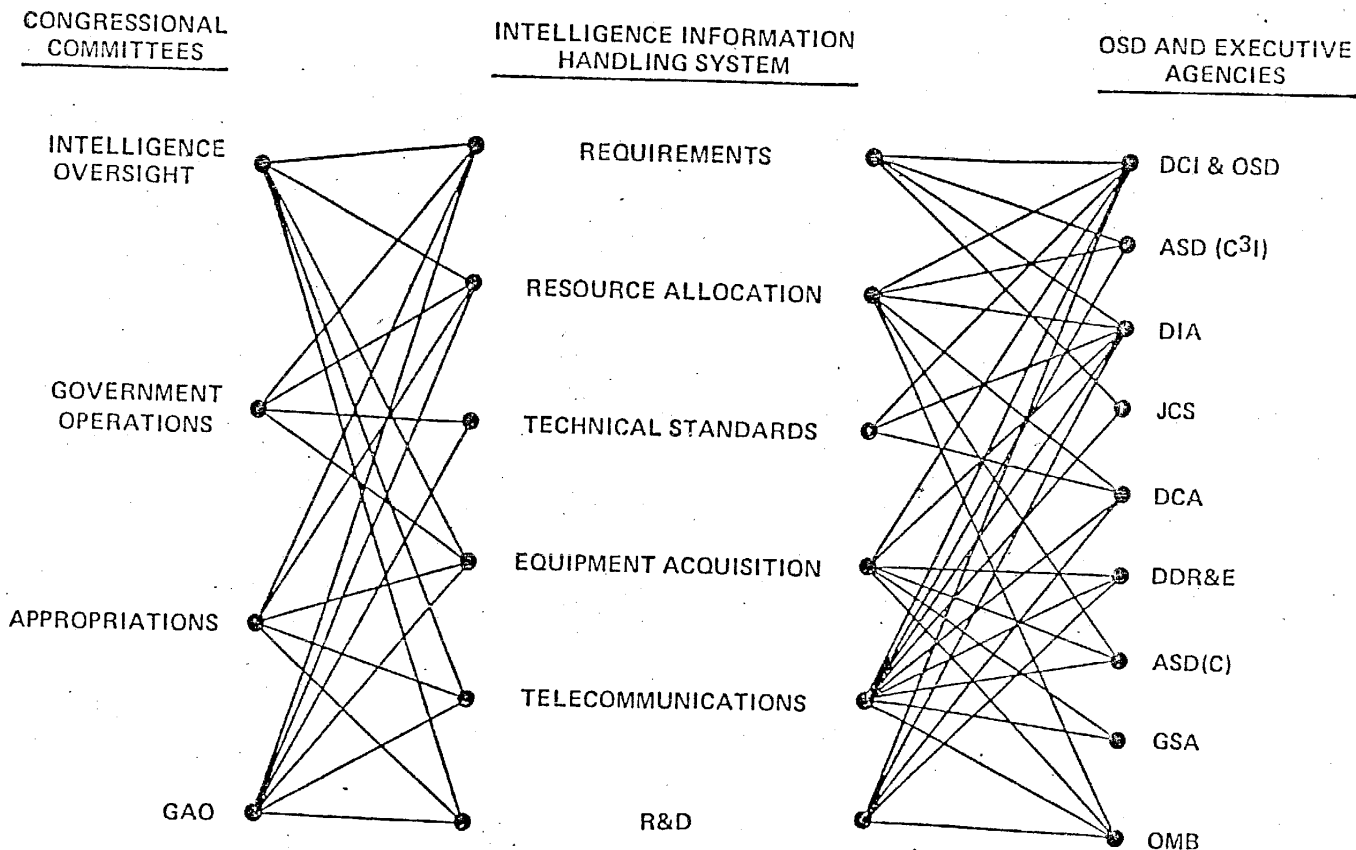 CONGRESSIONAL
COMMITTEES
INTELLIGENCE INFORMATION
HANDLING SYSTEM
OSD AND EXECUTIVE
AGENCIES
INTELLIGENCE
OVERSIGHT
REQUIREMENTS
DCI & OSD
ASD (C³I)
RESOURCE ALLOCATION
DIA
GOVERNMENT
OPERATIONS
JCS
TECHNICAL STANDARDS
DCA
EQUIPMENT ACQUISITION
DDR&E
APPROPRIATIONS
ASD(C)
TELECOMMUNICATIONS
GSA
GAO
R&D
OMB